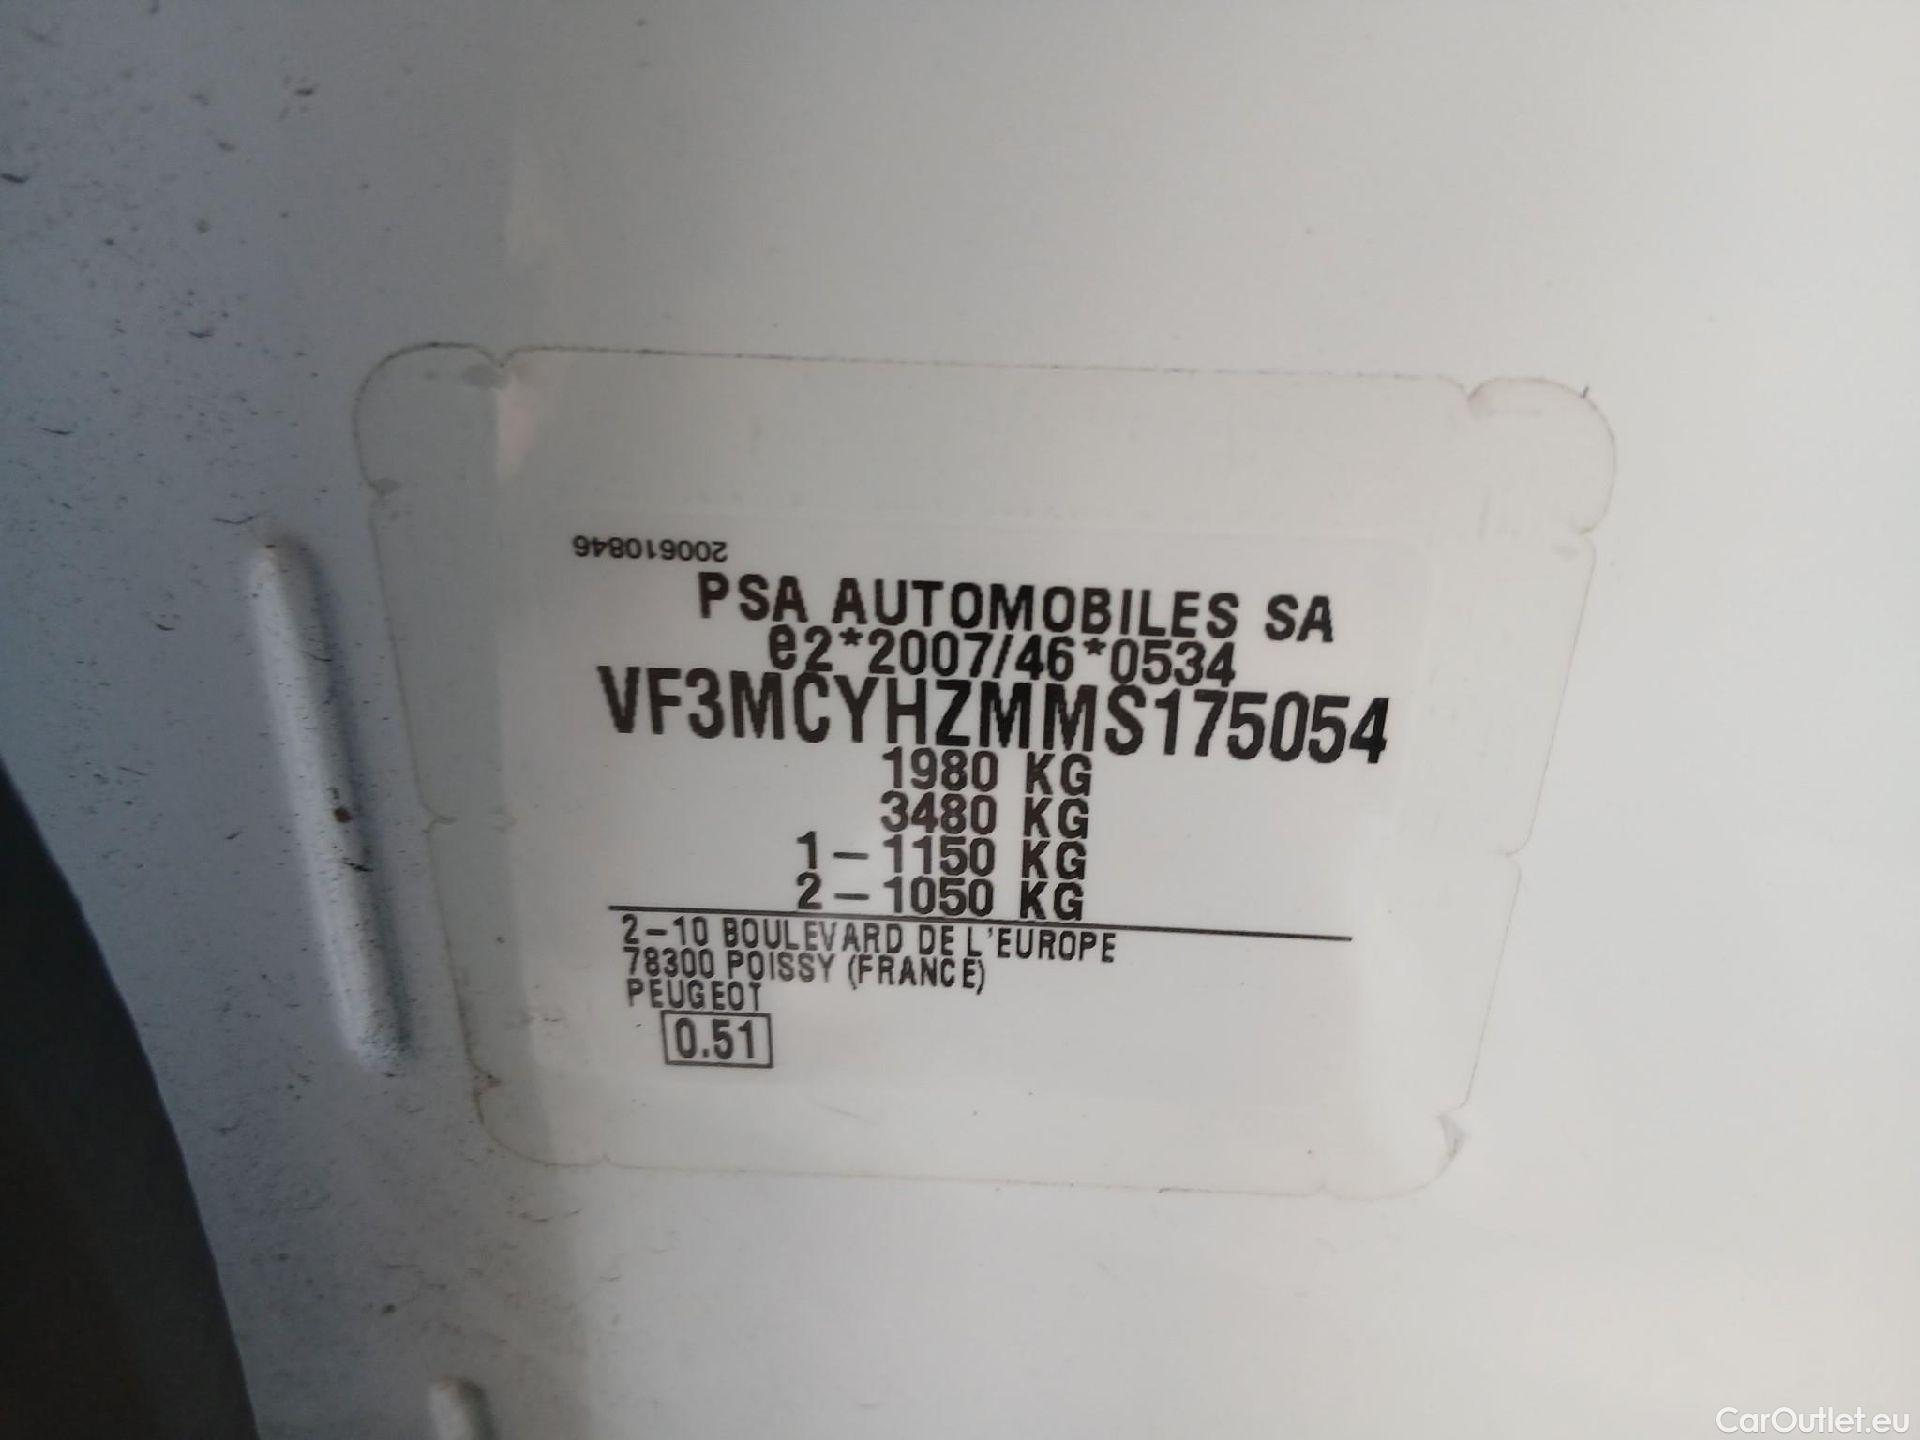 200610846
PSA AUTOMOBILES SA
e2*2007/46*0534
VF3MCYHZMMS175054
1980 KG
3480 KG
1-1150 KG
2-1050 KG
2-10 BOULEVARD DE L'EUROPE
78300 POISSY (FRANCE)
PEUGEOT
0.51
CarOutlet.eu